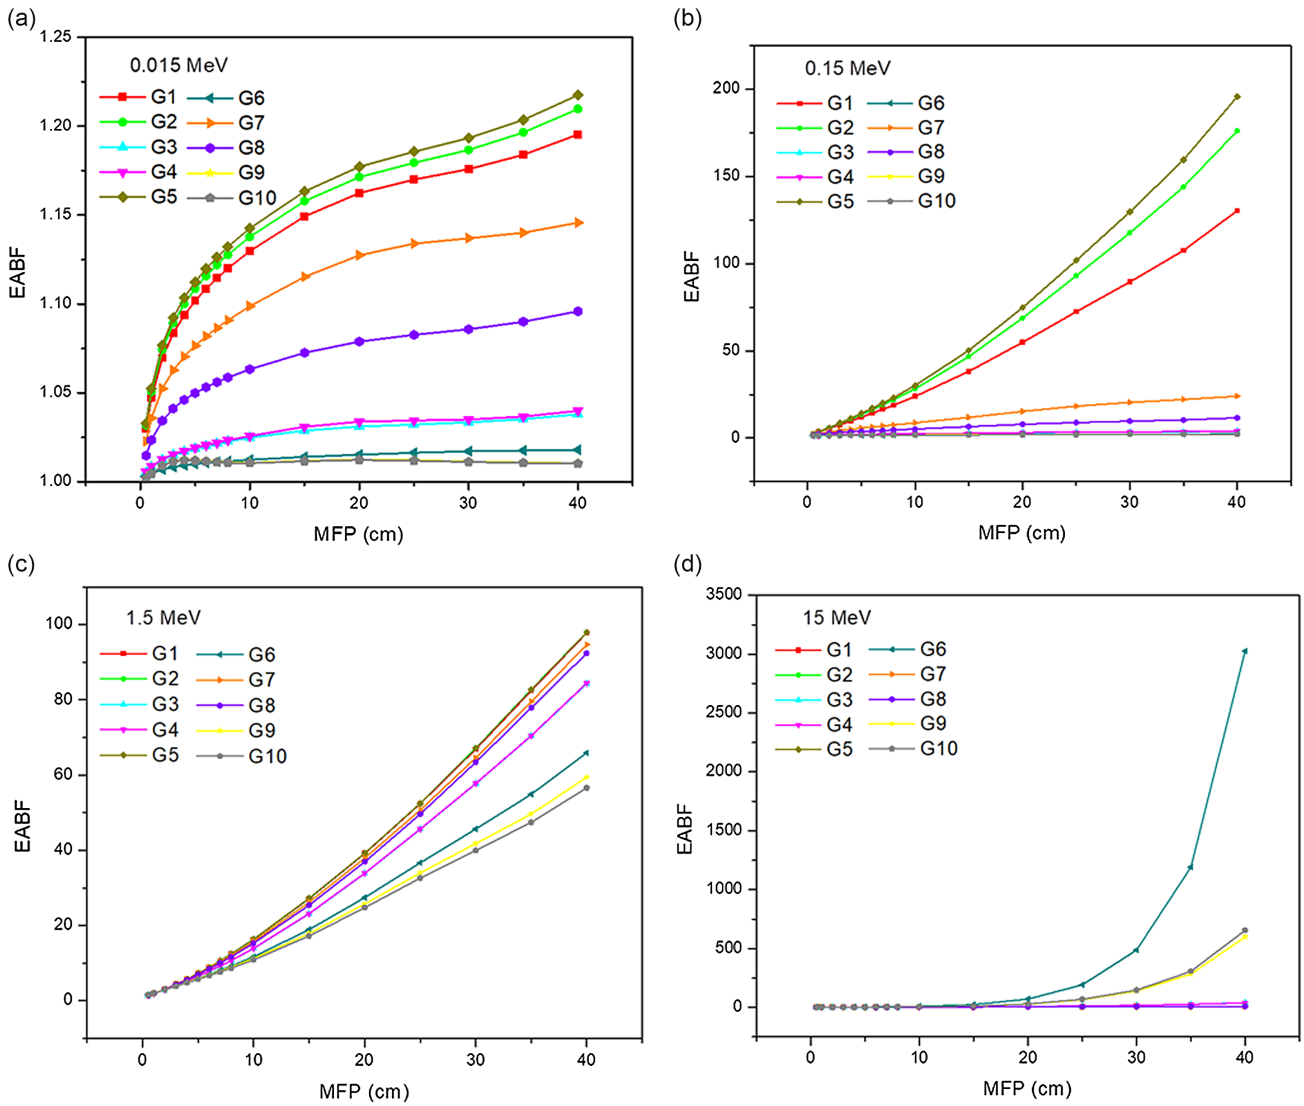 (a)
1.25
1.20
1.15
1.10
1.05
1.00
EABF
0.015 MeV
G1 G6
G2 G7
G3 G8
G4 G9
G5 G10
0 10 20 30 40
MFP (cm)
(b)
200
150
100
50
0
EABF
0.15 MeV
G1 G6
G2 G7
G3 G8
G4 G9
G5 G10
0 10 20 30 40
MFP (cm)
(c)
100
80
60
40
20
0
EABF
1.5 MeV
G1 G6
G2 G7
G3 G8
G4 G9
G5 G10
0 10 20 30 40
MFP (cm)
(d)
3500
3000
2500
2000
1500
1000
500
0
EABF
15 MeV
G1 G6
G2 G7
G3 G8
G4 G9
G5 G10
0 10 20 30 40
MFP (cm)